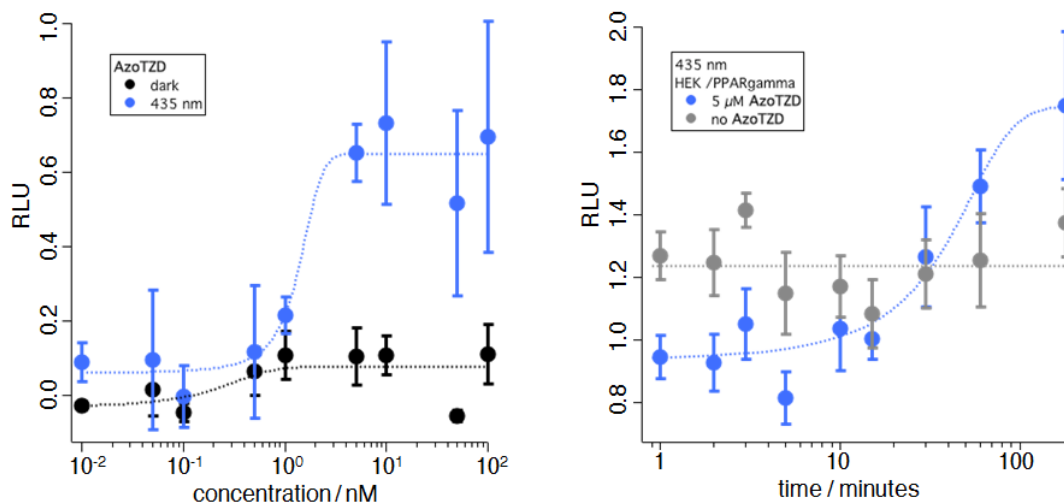 1.0
0.8
0.6
0.4
0.2
0.0
RLU
AzoTZD
dark
435 nm
10-2
10-1
100
101
102
concentration / nM
2.0
1.8
1.6
1.4
1.2
1.0
0.8
RLU
435 nm
HEK /PPARgamma
5 µM AzoTZD
no AzoTZD
1
10
100
time / minutes